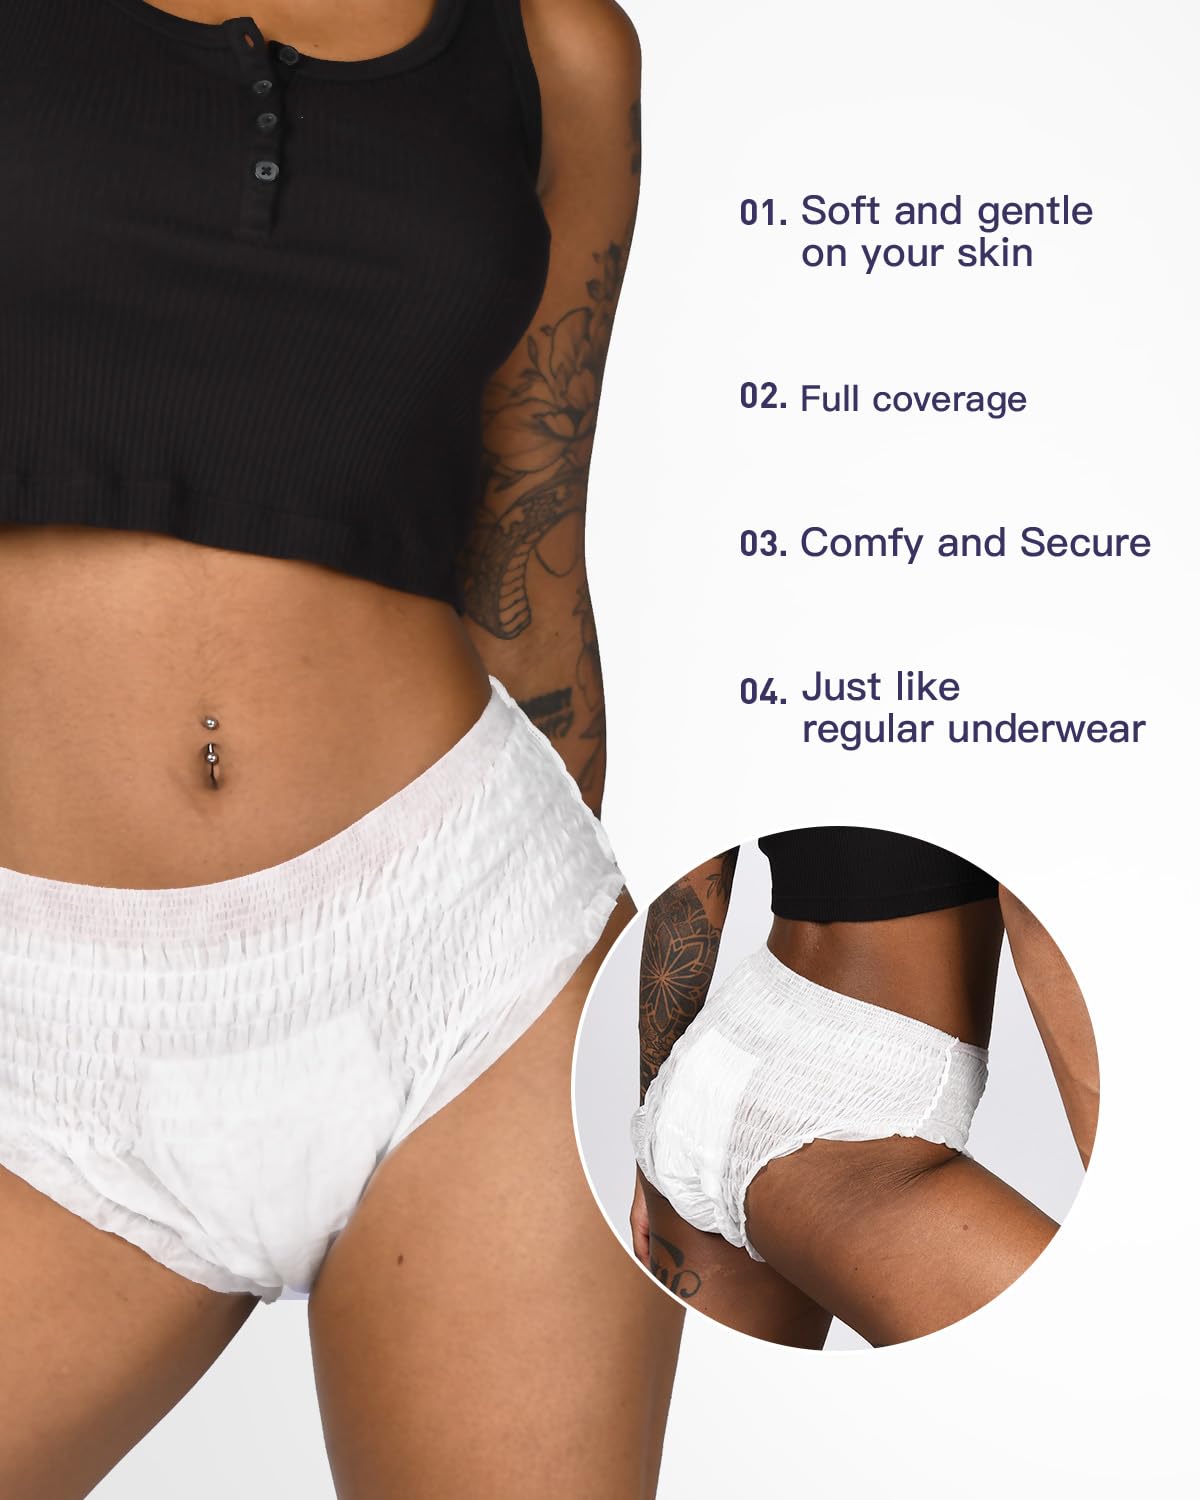 01. Soft and gentle
on your skin
02. Full coverage
03. Comfy and Secure
04. Just like
regular underwear